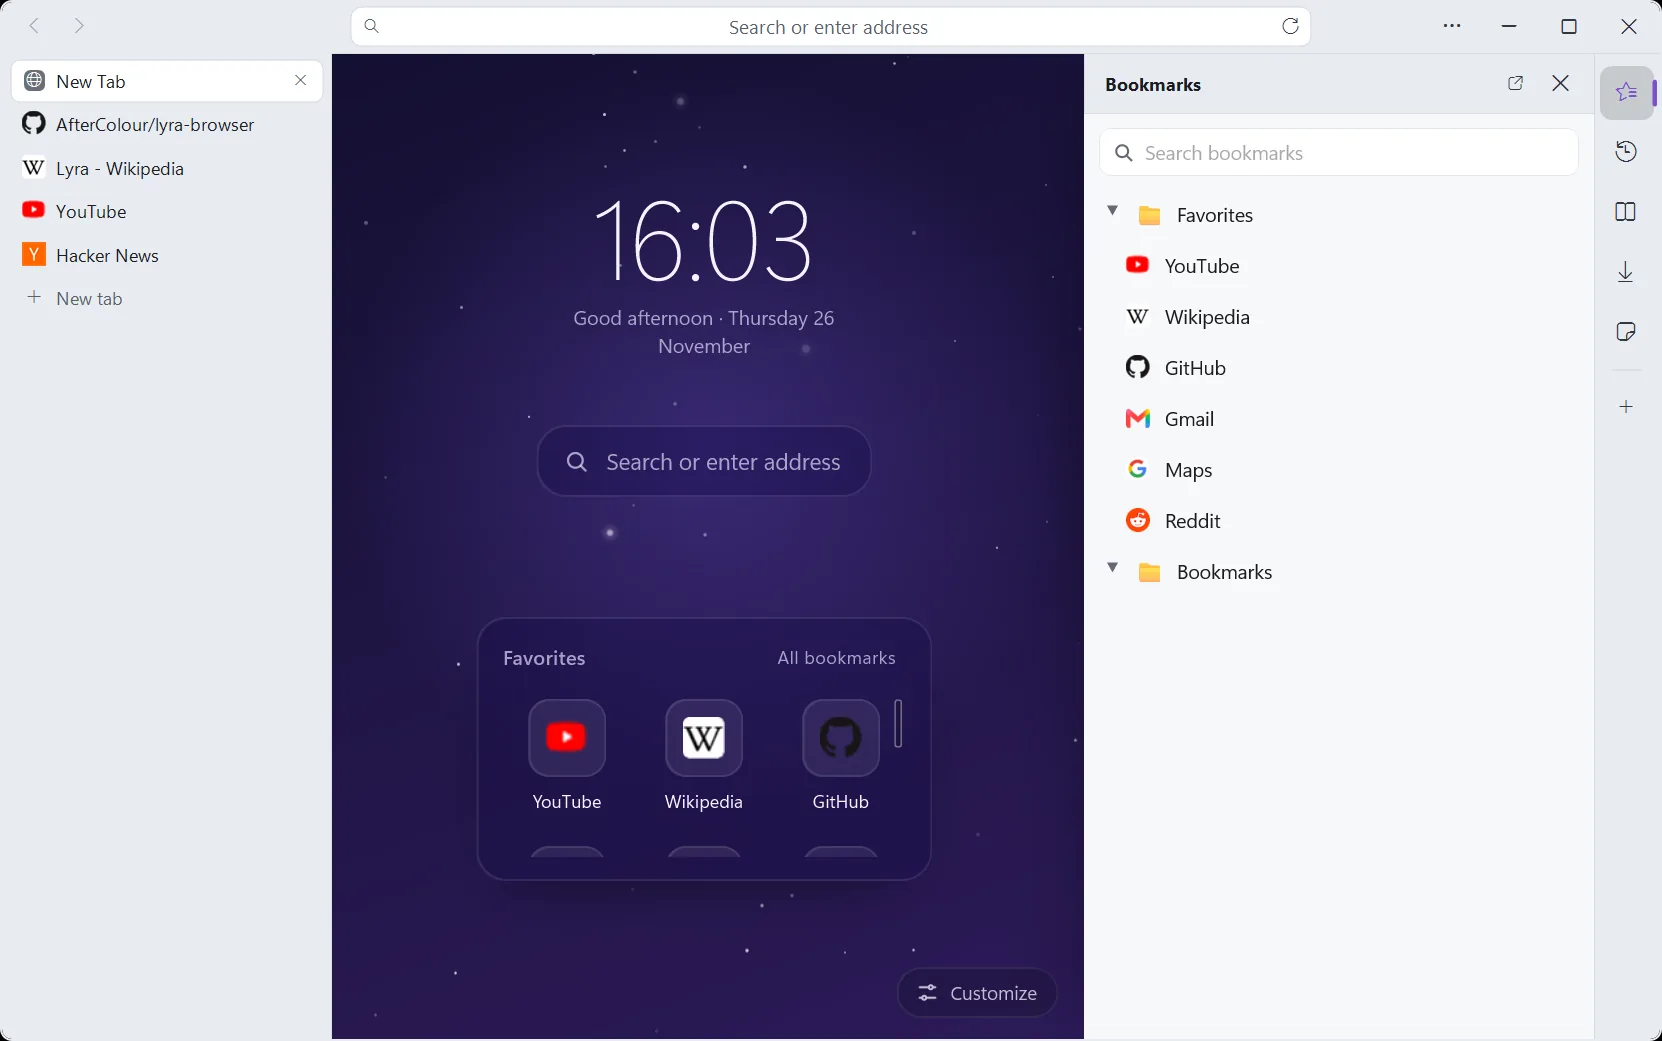 Search or enter address
New Tab
AfterColour/lyra-browser
Lyra - Wikipedia
YouTube
Hacker News
New tab
16:03
Good afternoon · Thursday 26
November
Search or enter address
Favorites
All bookmarks
YouTube
Wikipedia
GitHub
Customize
Bookmarks
Search bookmarks
Favorites
YouTube
Wikipedia
GitHub
Gmail
Maps
Reddit
Bookmarks